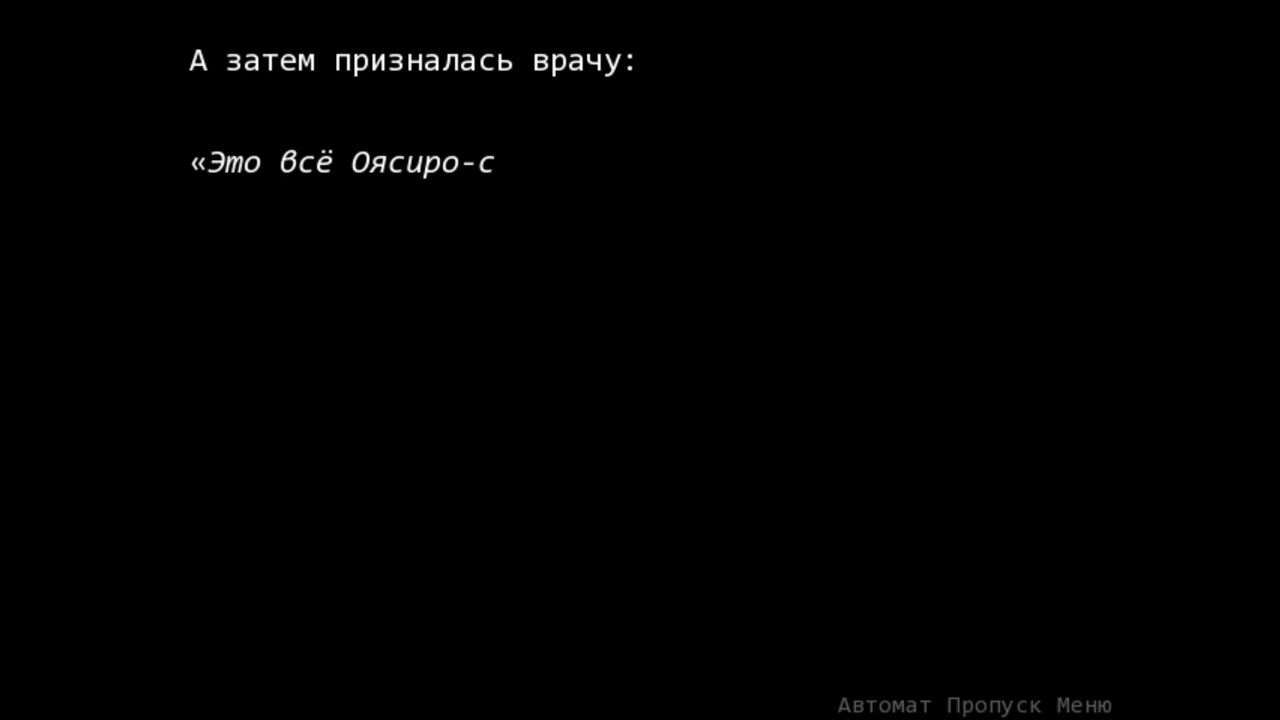 А затем призналась врачу:
«Это всё Оясиро-с
Автомат Пропуск Меню